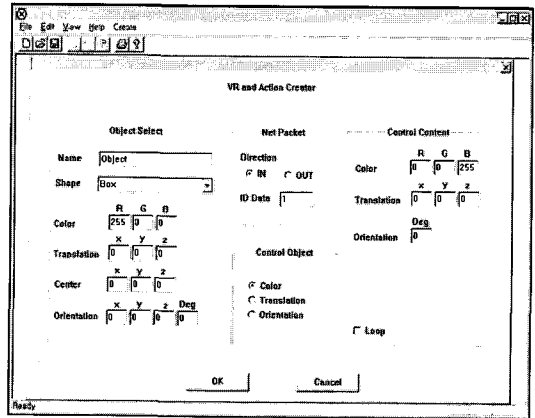 File Edit View Help Create
VR and Action Creator
Object Select
Name Object
Shape Box
R G B
Color 255 0 0
x y z
Translation 0 0 0
x y z
Center 0 0 0
x y z Deg
Orientation 0 0 0 0
Net Packet
Direction
IN OUT
ID Data 1
Control Object
Color
Translation
Orientation
Control Content
R G B
Color 0 0 255
x y z
Translation 0 0 0
Deg
Orientation 0
Loop
OK Cancel
Ready